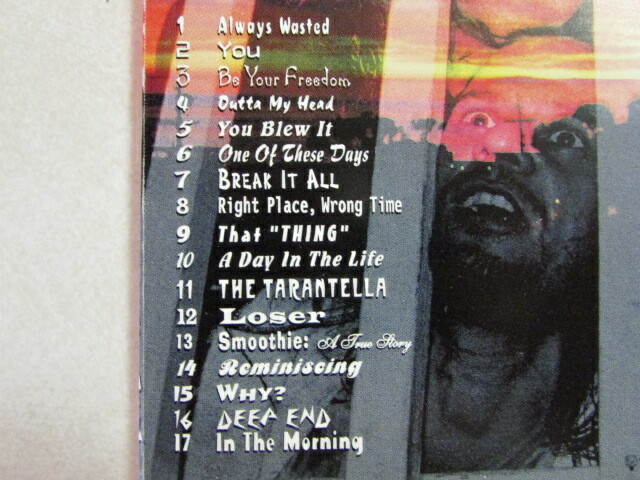 1 Always Wasted
2 You
3 Be Your Freedom
4 Outta My Head
5 You Blew It
6 One Of These Days
7 BREAK IT ALL
8 Right Place, Wrong Time
9 That "THING"
10 A Day In The Life
11 THE TARANTELLA
12 Loser
13 Smoothie: A True Story
14 Reminiscing
15 WHY?
16 DEEP END
17 In The Morning